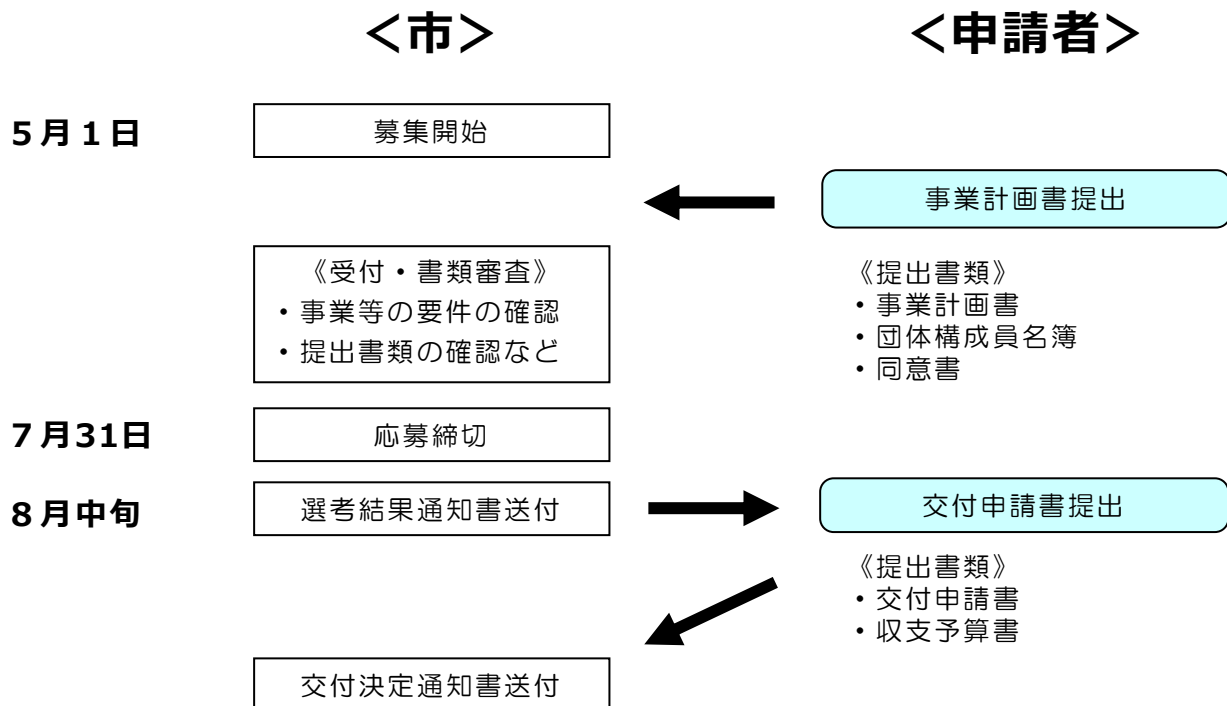 ＜市＞
＜申請者＞
５月１日
募集開始
事業計画書提出
《受付・書類審査》
・事業等の要件の確認
・提出書類の確認など
《提出書類》
・事業計画書
・団体構成員名簿
・同意書
７月31日
応募締切
８月中旬
選考結果通知書送付
交付申請書提出
《提出書類》
・交付申請書
・収支予算書
交付決定通知書送付